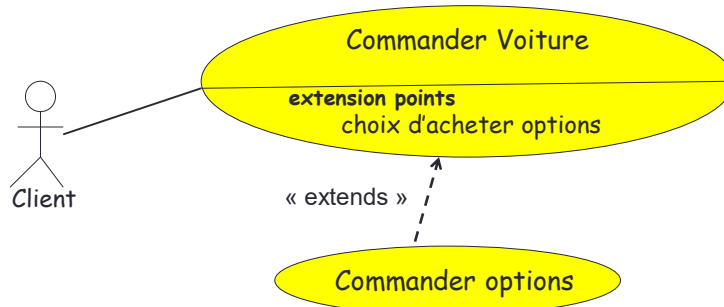 Commander Voiture
extension points
choix d'acheter options
Client
« extends »
Commander options